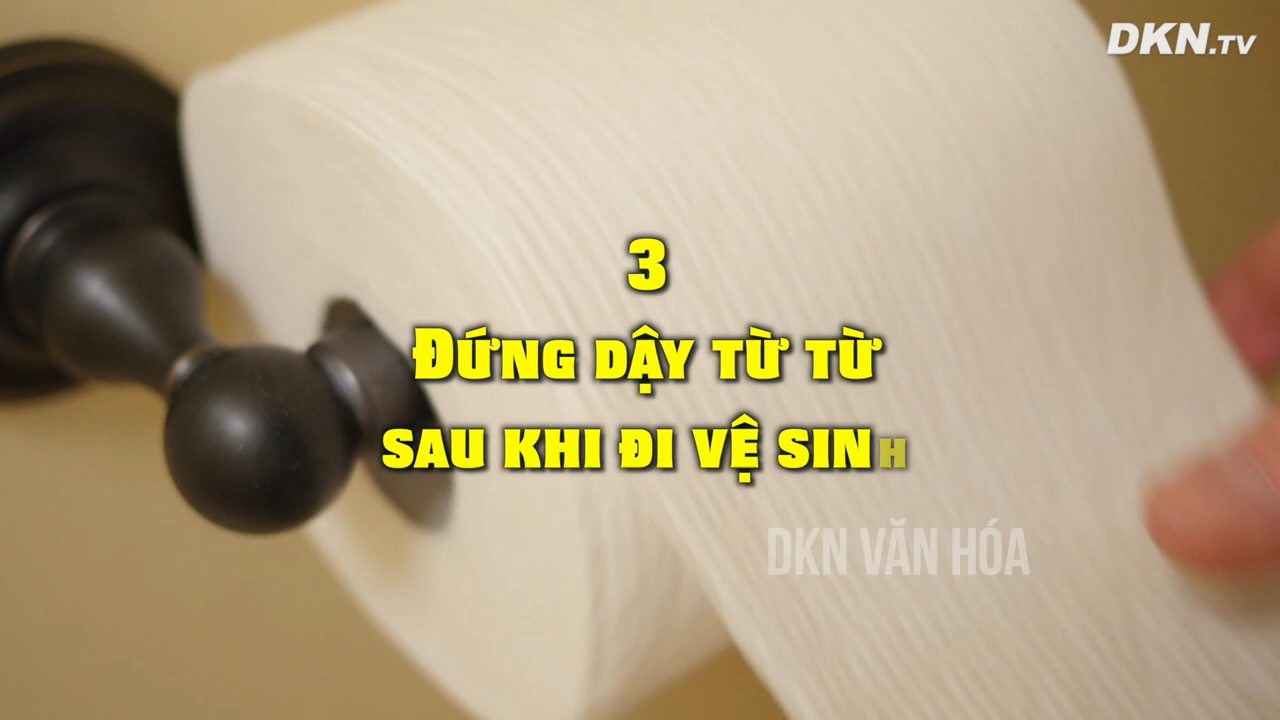 DKN.TV
3
Đứng dậy từ từ
sau khi đi vệ sinh
DKN VĂN HÓA